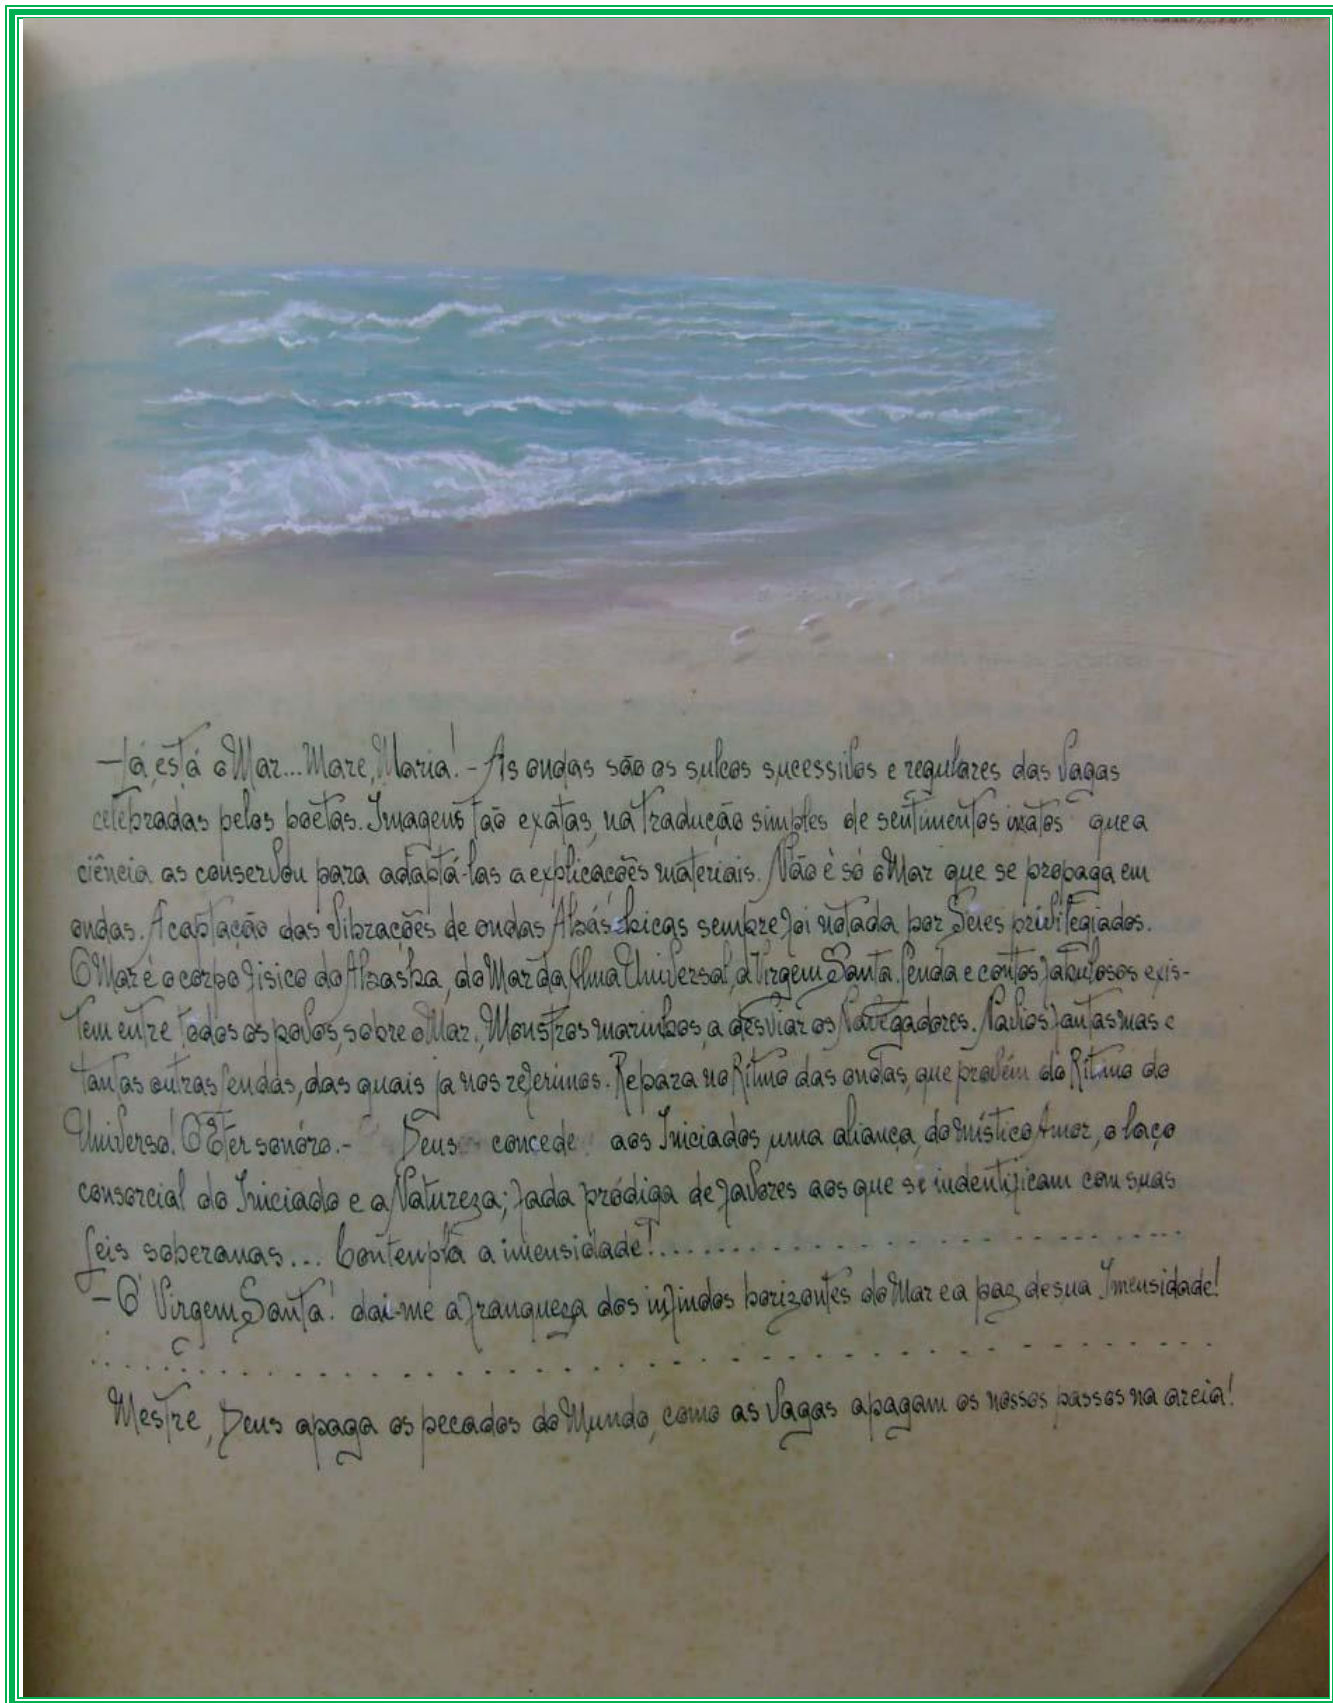 -Lá está o Mar... Mare, Maria! - As ondas são os sulcos sucessivos e regulares das Vagas
celebradas pelos poetas. Imagens tão exatas, na tradução simples de sentimentos inatos que a
ciência as conservou para adaptá-las a explicações materiais. Não è só o Mar que se propaga em
ondas. A captação das Vibrações de ondas Akásicas sempre foi notada por Seres privilegiados.
O Mar é o corpo fisico do Akasha, do Mar da Alma Universal, a Virgem Santa. Lenda e contos fabulosos exis-
tem entre todos os povos, sobre o Mar. Monstros marinhos, a desviar os Navegadores. Navios fantasmas e
tantas outras Lendas, das quais ja nos referimos. Repara no Rítmo das ondas, que provém do Rítmo do
Universo! O Eter sonóro.- Deus concede aos Iniciados uma aliança, do místico Amor, o laço
consorcial do Iniciado e a Natureza; fada pródiga de favores aos que se indentificam com suas
Leis soberanas... Contempla a imensidade!..............................
-Ó Virgem Santa! dai-me a franqueza dos infindos horizontes do Mar e a paz de sua Imensidade!
..............................................
Mestre, Deus apaga os pecados do Mundo, como as Vagas apagam os nossos passos na areia!